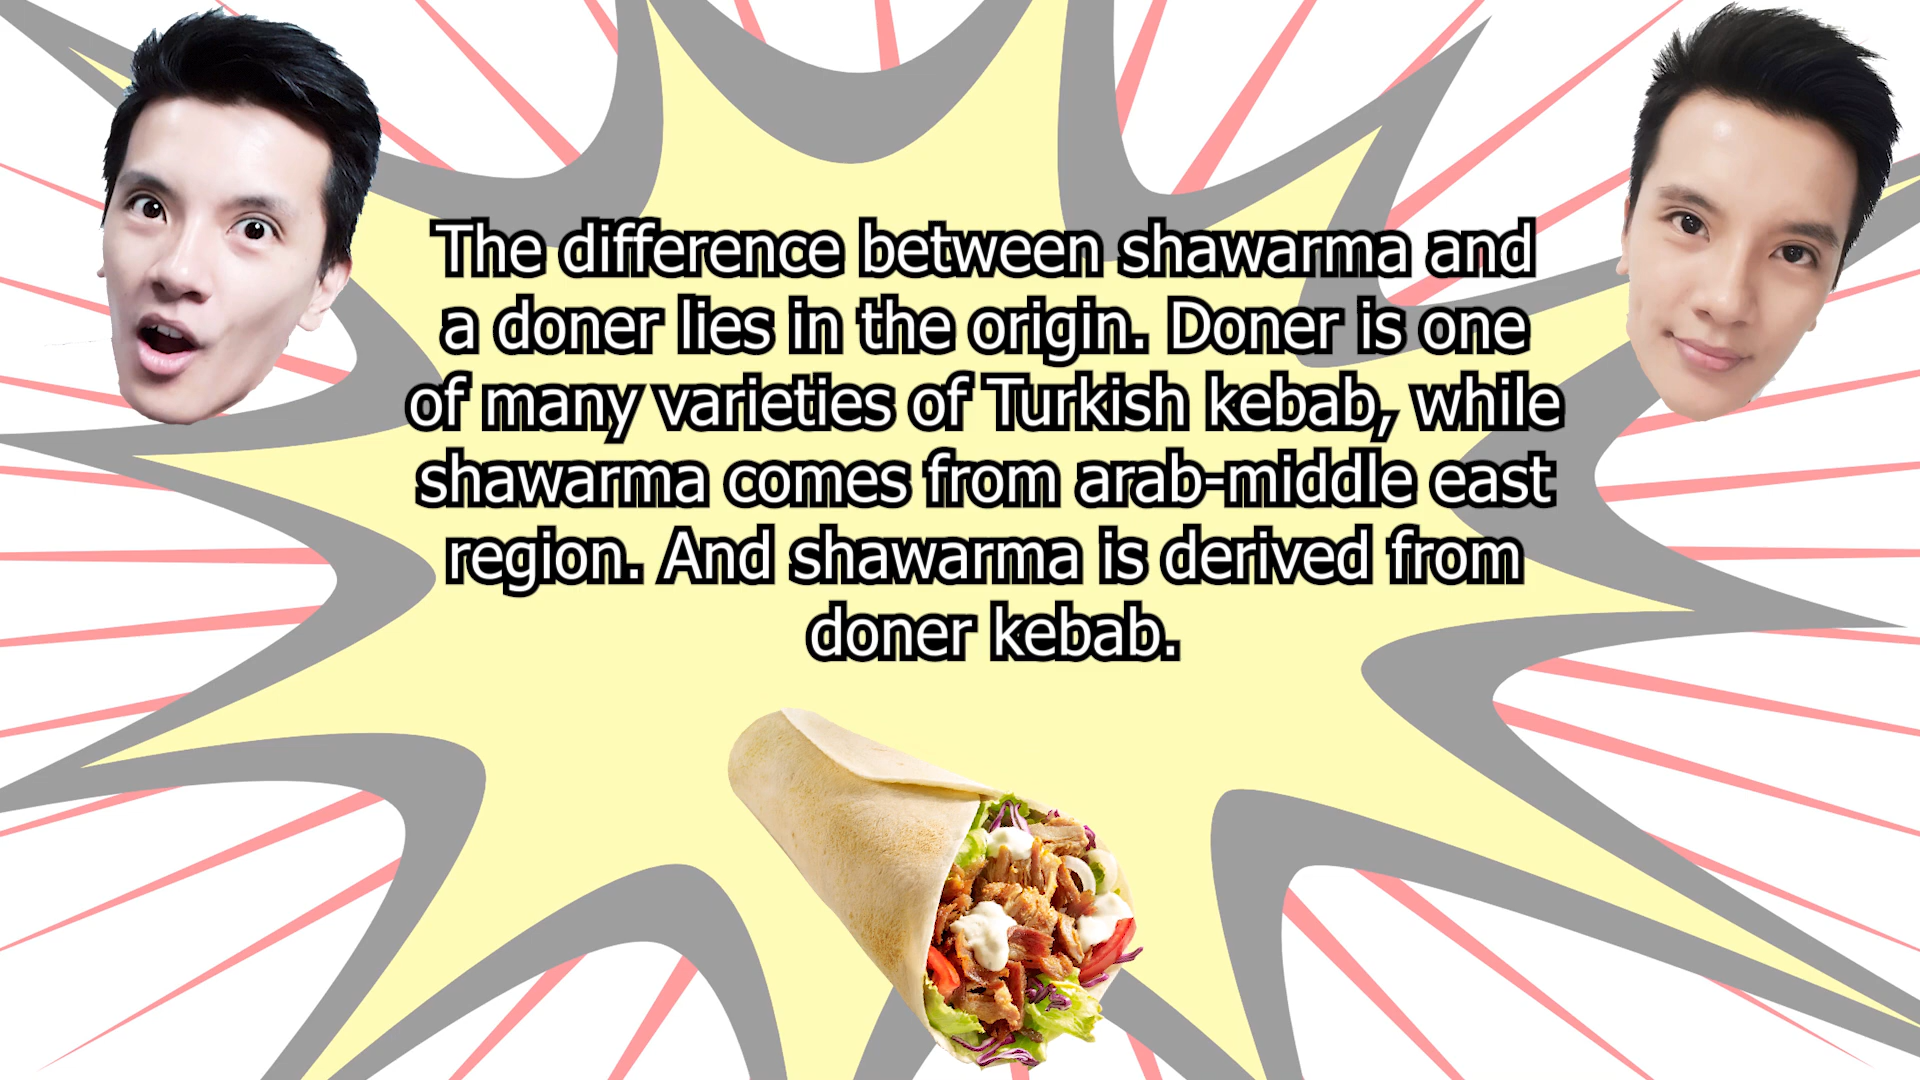 The difference between shawarma and
a doner lies in the origin. Doner is one
of many varieties of Turkish kebab, while
shawarma comes from arab-middle east
region. And shawarma is derived from
doner kebab.